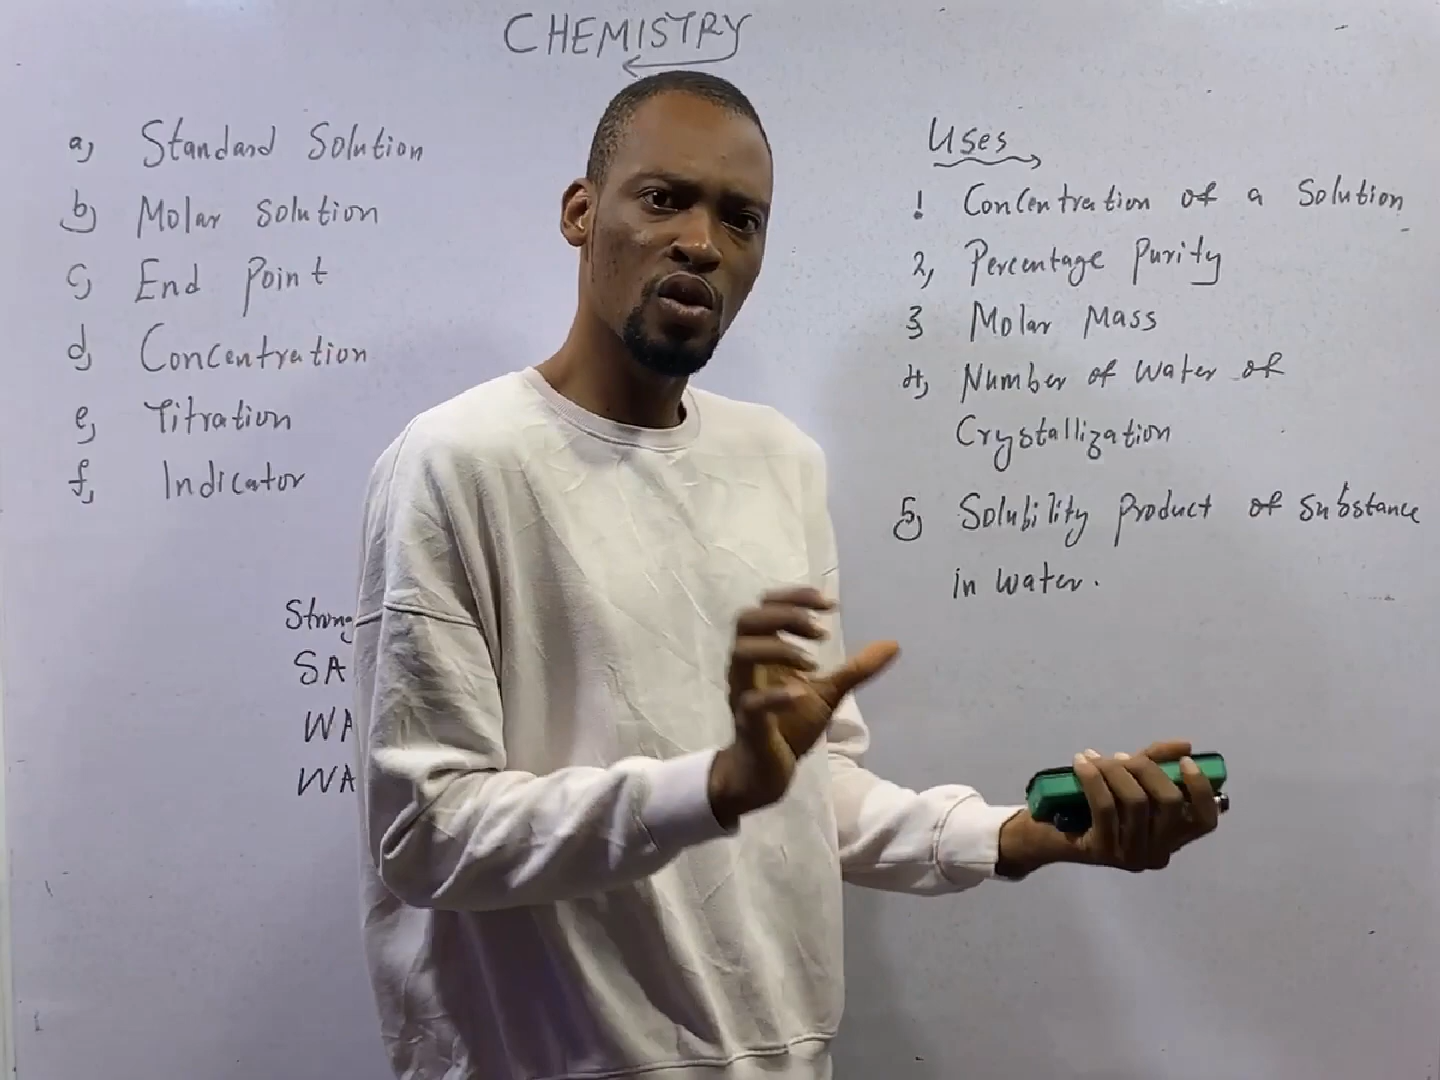 CHEMISTRY
a, Standard Solution
b) Molar Solution
c) End Point
d, Concentration
e, Titration
f, Indicator
Strong
SA
WA
WA
Uses
1 Concentration of a Solution
2, Percentage Purity
3 Molar Mass
4, Number of Water of
Crystallization
5) Solubility Product of Substance
in Water.